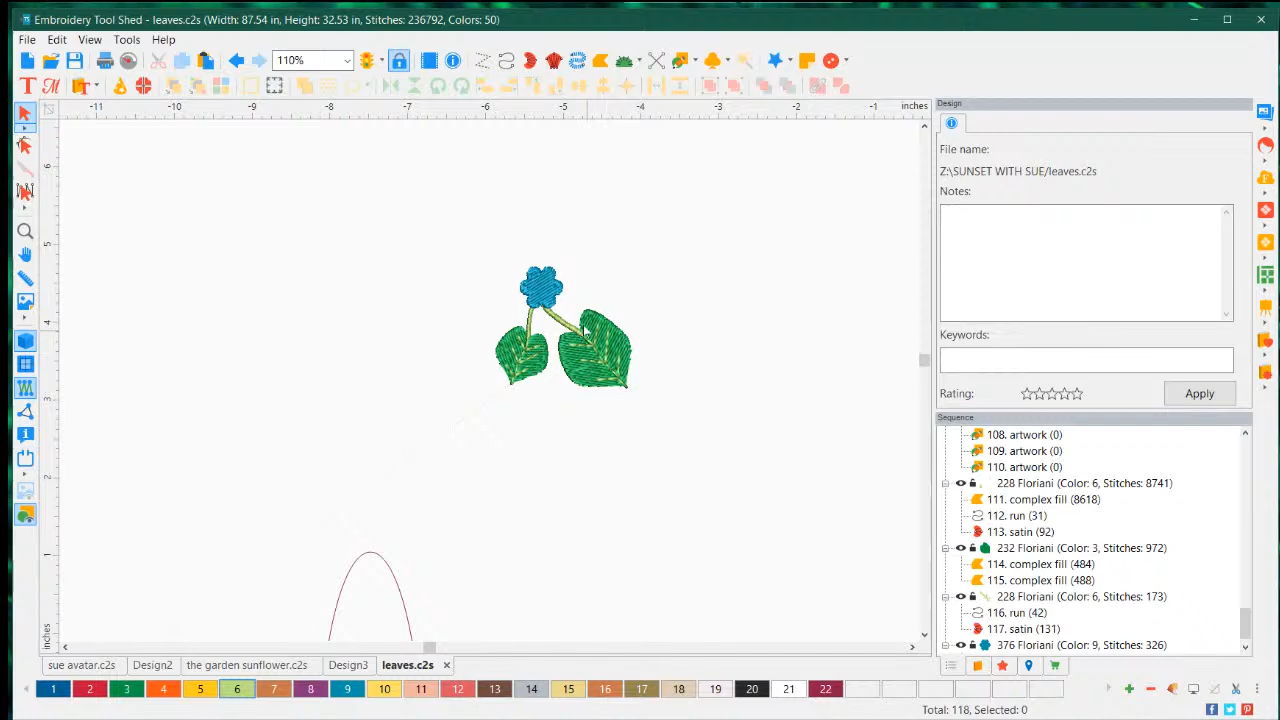 Embroidery Tool Shed - leaves.c2s (Width: 87.54 in, Height: 32.53 in, Stitches: 236792, Colors: 50)
File Edit View Tools Help
110%
T M T
-11 -10 -9 -8 -7 -6 -5 -4 -3 -2 -1 inches
6
5
4
3
2
1
inches
Design
File name:
Z:\SUNSET WITH SUE/leaves.c2s
Notes:
Keywords:
Rating:
Apply
Sequence
108. artwork (0)
109. artwork (0)
110. artwork (0)
228 Floriani (Color: 6, Stitches: 8741)
111. complex fill (8618)
112. run (31)
113. satin (92)
232 Floriani (Color: 3, Stitches: 972)
114. complex fill (484)
115. complex fill (488)
228 Floriani (Color: 6, Stitches: 173)
116. run (42)
117. satin (131)
376 Floriani (Color: 9, Stitches: 326)
sue avatar.c2s Design2 the garden sunflower.c2s Design3 leaves.c2s
1 2 3 4 5 6 7 8 9 10 11 12 13 14 15 16 17 18 19 20 21 22
Total: 118, Selected: 0